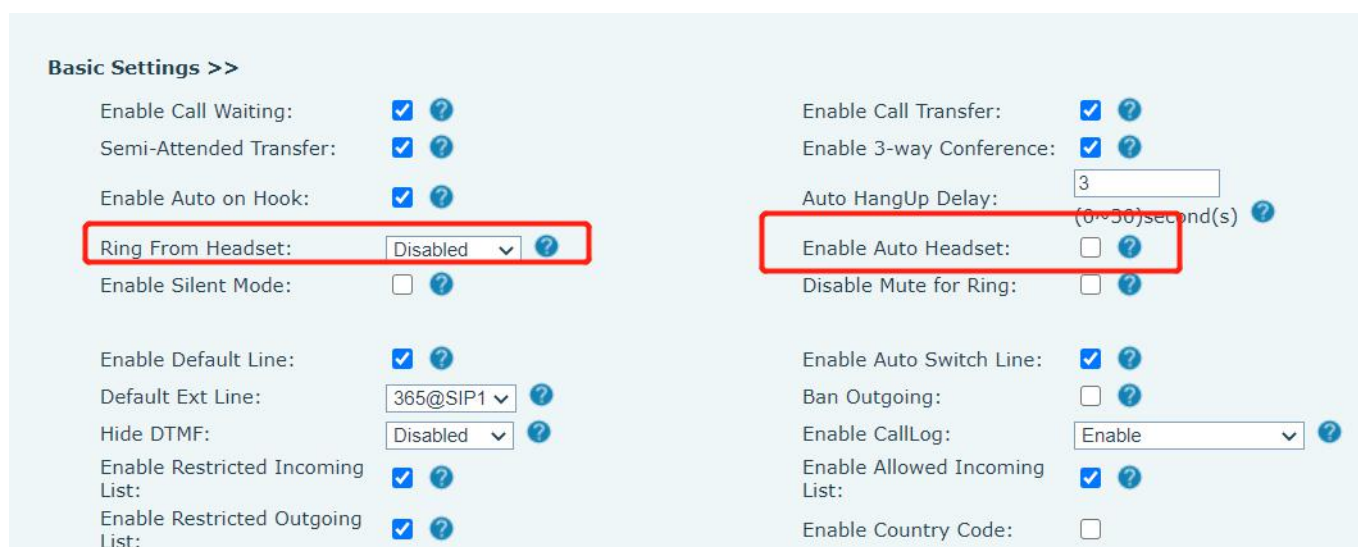 Basic Settings >>
Enable Call Waiting: ? Enable Call Transfer: ?
Semi-Attended Transfer: ? Enable 3-way Conference: ?
Enable Auto on Hook: ? Auto HangUp Delay: 3
(0~30)second(s) ?
Ring From Headset: Disabled ? Enable Auto Headset: ?
Enable Silent Mode: ? Disable Mute for Ring: ?
Enable Default Line: ? Enable Auto Switch Line: ?
Default Ext Line: 365@SIP1 ? Ban Outgoing: ?
Hide DTMF: Disabled ? Enable CallLog: Enable ?
Enable Restricted Incoming
List: ?
Enable Allowed Incoming
List: ?
Enable Restricted Outgoing
List: ?
Enable Country Code: